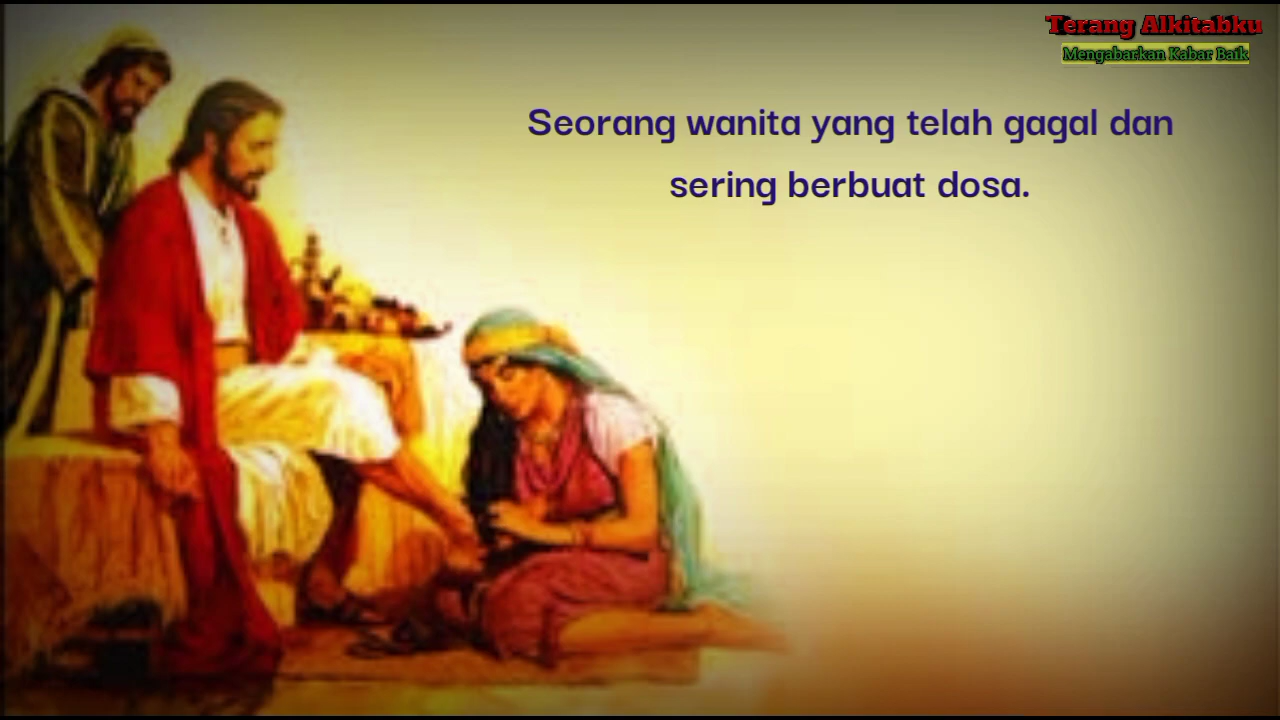 Terang Alkitabku
Mengabarkan Kabar Baik
Seorang wanita yang telah gagal dan
sering berbuat dosa.